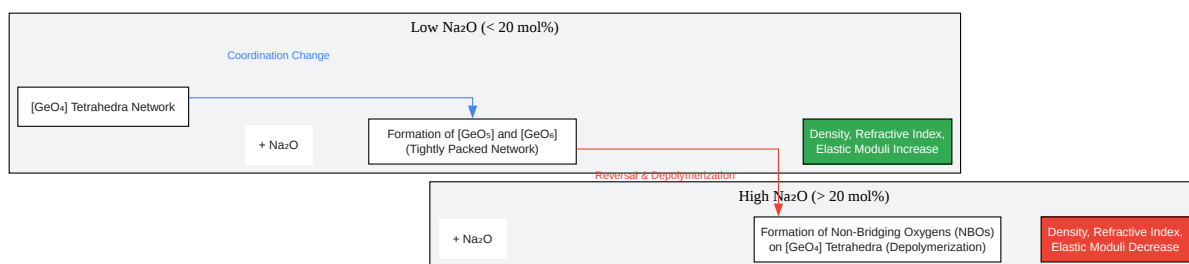 Low Na₂O (< 20 mol%)
Coordination Change
[GeO₄] Tetrahedra Network
+ Na₂O
Formation of [GeO₅] and [GeO₆]
(Tightly Packed Network)
Density, Refractive Index,
Elastic Moduli Increase
Reversal & Depolymerization
High Na₂O (> 20 mol%)
+ Na₂O
Formation of Non-Bridging Oxygens (NBOs)
on [GeO₄] Tetrahedra (Depolymerization)
Density, Refractive Index,
Elastic Moduli Decrease